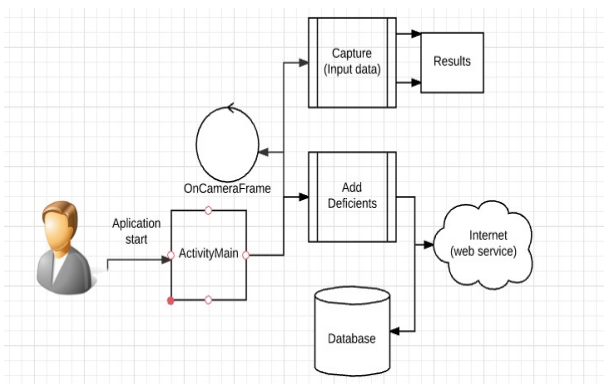 Capture
(Input data)
Results
OnCameraFrame
Add
Deficients
Aplication
start
ActivityMain
Internet
(web service)
Database